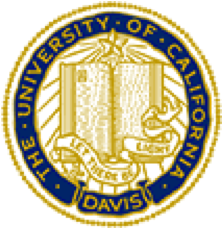 THE · UNIVERSITY · OF · CALIFORNIA
LET THERE BE
LIGHT
DAVIS